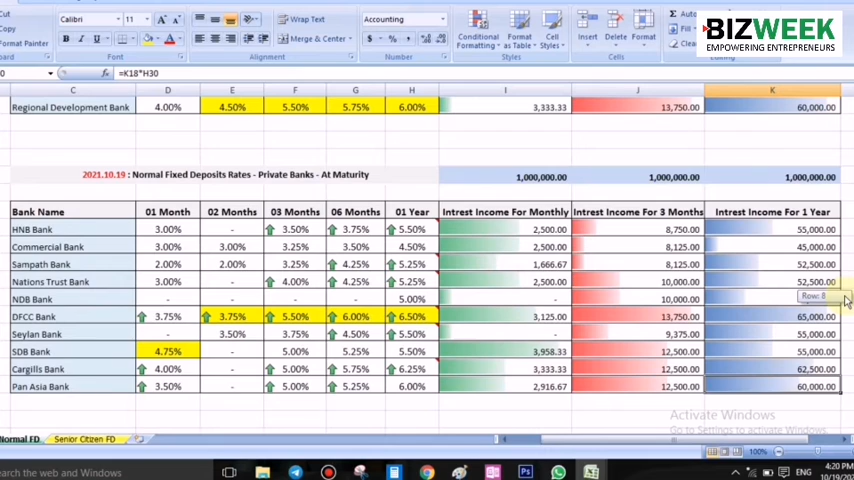 Cut
Copy
Format Painter
Calibri 11
Wrap Text
Merge & Center
Accounting
Conditional Formatting
Format as Table
Cell Styles
Insert Delete Format
Fill
BIZWEEK
EMPOWERING ENTREPRENEURS
Font Alignment Number Styles Cells
=K18*H30
C D E F G H I J K
Regional Development Bank 4.00% 4.50% 5.50% 5.75% 6.00% 3,333.33 13,750.00 60,000.00
2021.10.19 : Normal Fixed Deposits Rates - Private Banks - At Maturity 1,000,000.00 1,000,000.00 1,000,000.00
Bank Name 01 Month 02 Months 03 Months 06 Months 01 Year Intrest Income For Monthly Intrest Income For 3 Months Intrest Income For 1 Year
HNB Bank 3.00% - 3.50% 3.75% 5.50% 2,500.00 8,750.00 55,000.00
Commercial Bank 3.00% 3.00% 3.25% 3.50% 4.50% 2,500.00 8,125.00 45,000.00
Sampath Bank 2.00% 2.00% 3.25% 4.25% 5.25% 1,666.67 8,125.00 52,500.00
Nations Trust Bank 3.00% - 4.00% 4.25% 5.25% 2,500.00 10,000.00 52,500.00
NDB Bank - - - - 5.00% - 10,000.00
Row: 8
DFCC Bank 3.75% 3.75% 5.50% 6.00% 6.50% 3,125.00 13,750.00 65,000.00
Seylan Bank - 3.50% 3.75% 4.50% 5.50% - 9,375.00 55,000.00
SDB Bank 4.75% - 5.00% 5.25% 5.50% 3,958.33 12,500.00 55,000.00
Cargills Bank 4.00% - 5.00% 5.75% 6.25% 3,333.33 12,500.00 62,500.00
Pan Asia Bank 3.50% - 5.00% 5.25% 6.00% 2,916.67 12,500.00 60,000.00
Activate Windows
Go to Settings to activate Windows.
Normal FD Senior Citizen FD
100%
search the web and Windows
ENG
4:20 PM